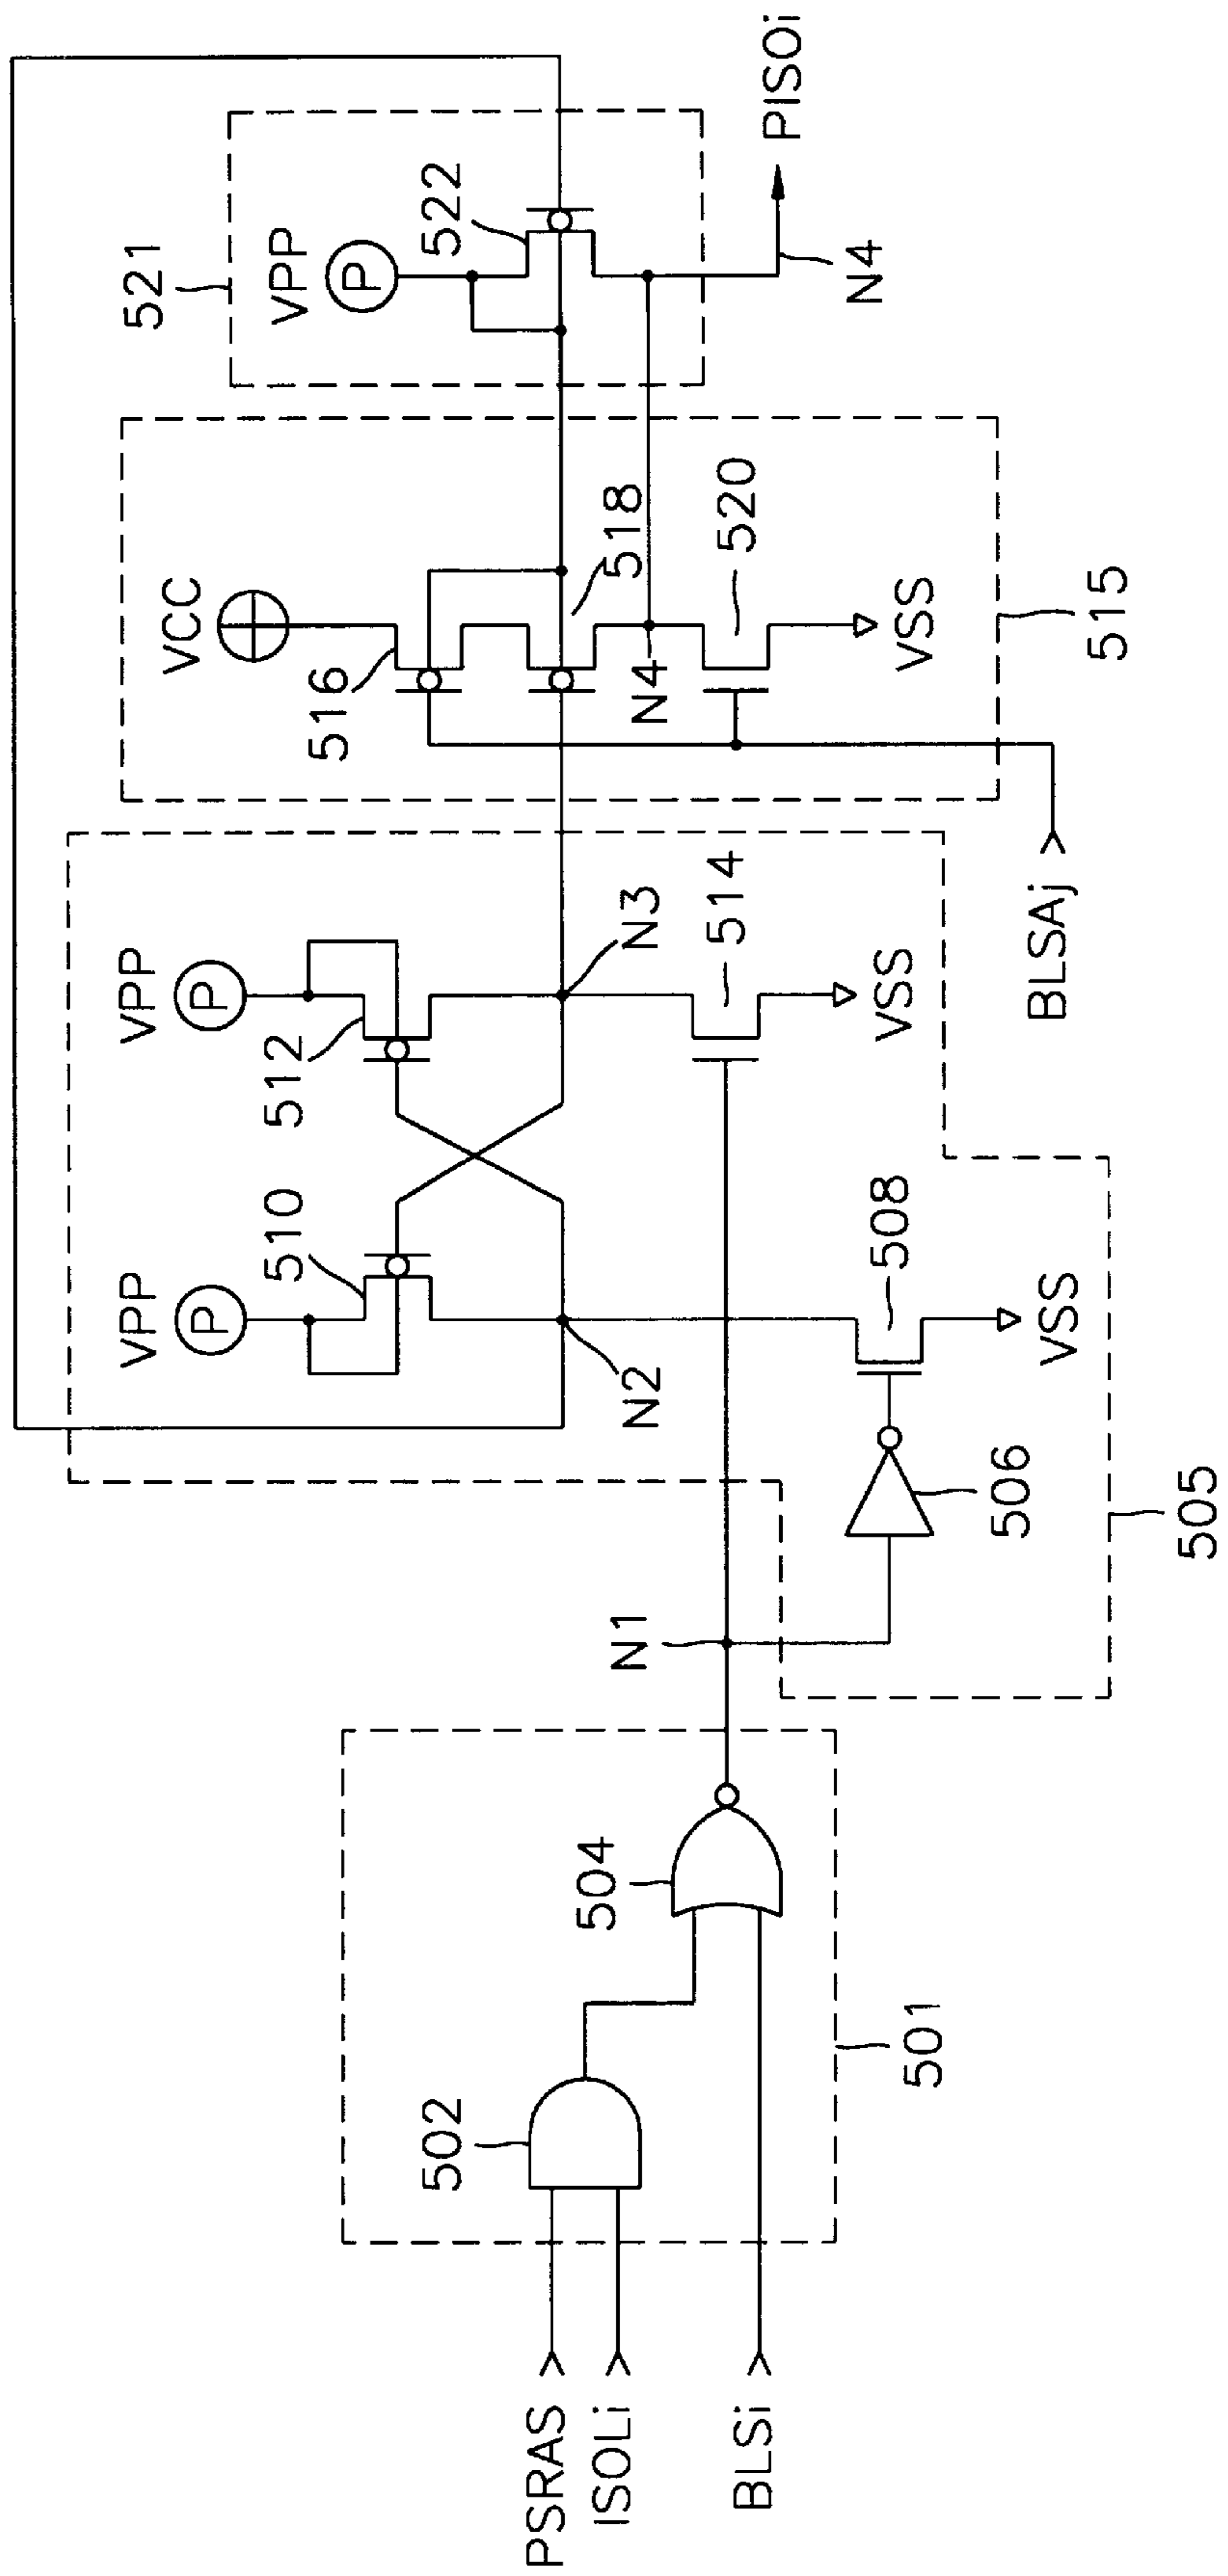 PSRAS
ISOLi
BLSi
502
504
501
N1
VPP
P
510
N2
506
508
VSS
505
VPP
P
512
N3
514
VSS
BLSAj
VCC
516
518
N4
520
VSS
515
521
VPP
P
522
N4
PISOi